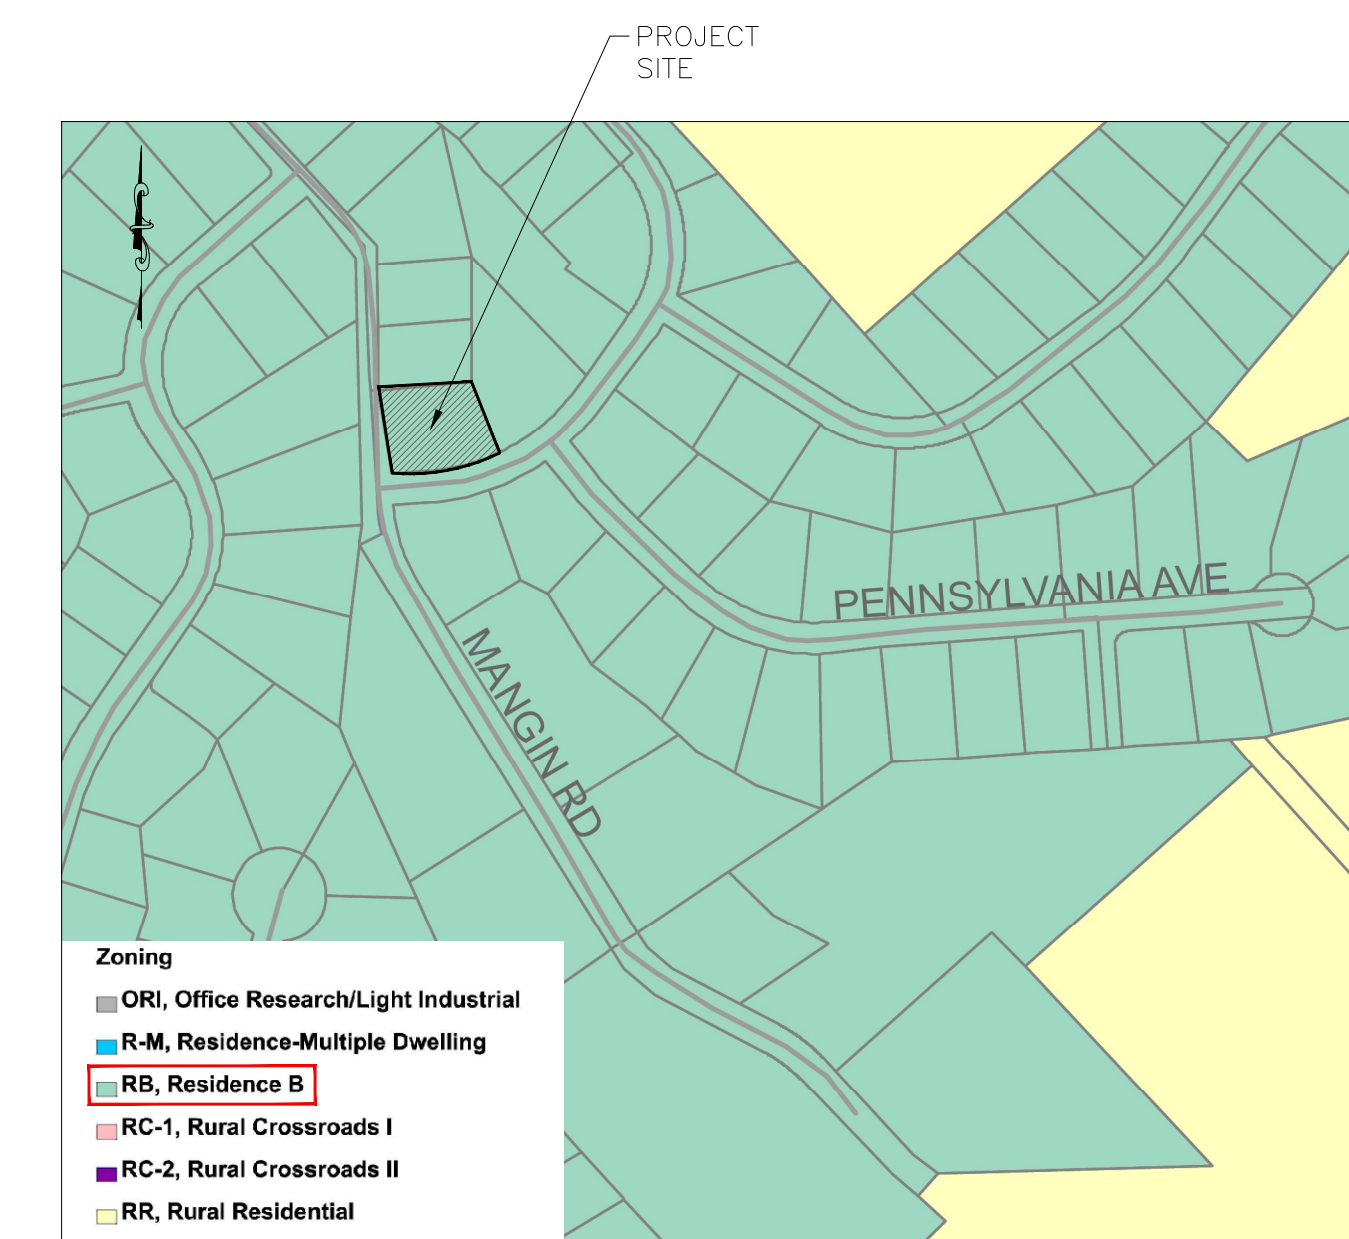 PROJECT
SITE
PENNSYLVANIA AVE
MANGIN RD
Zoning
ORI, Office Research/Light Industrial
R-M, Residence-Multiple Dwelling
RB, Residence B
RC-1, Rural Crossroads I
RC-2, Rural Crossroads II
RR, Rural Residential